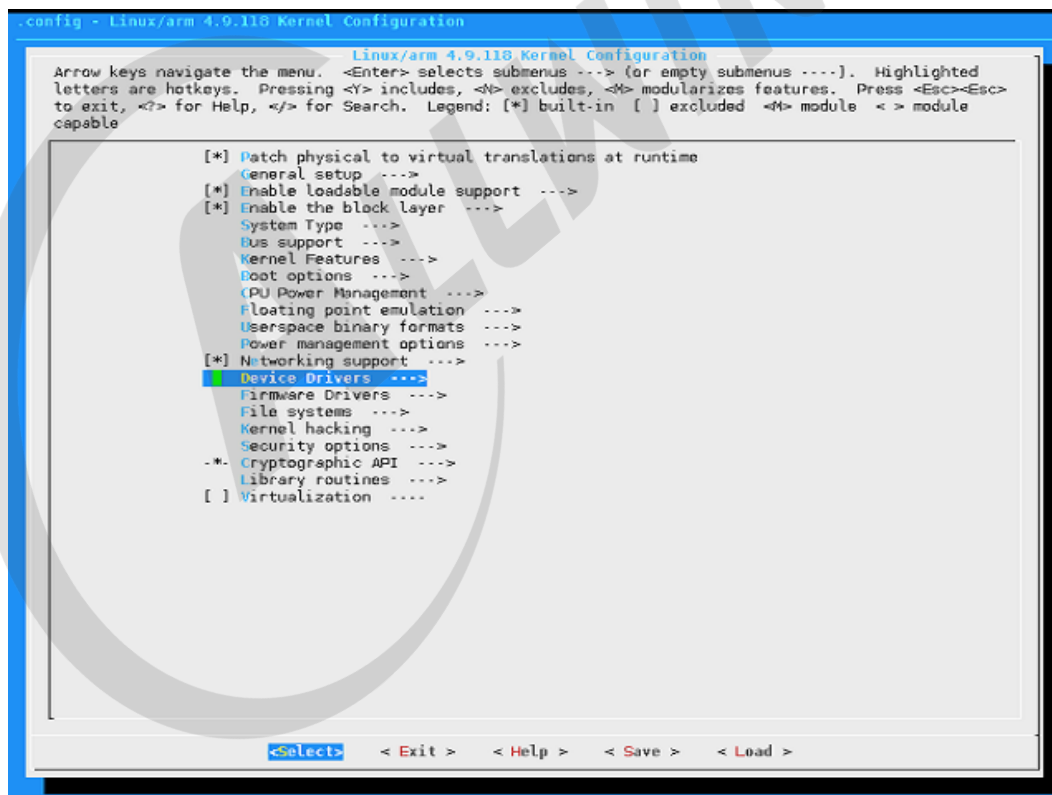 .config - Linux/arm 4.9.118 Kernel Configuration
Linux/arm 4.9.118 Kernel Configuration
Arrow keys navigate the menu. <Enter> selects submenus ---> (or empty submenus ----). Highlighted
letters are hotkeys. Pressing <Y> includes, <N> excludes, <M> modularizes features. Press <Esc><Esc>
to exit, <?> for Help, </> for Search. Legend: [*] built-in [ ] excluded <M> module < > module
capable
[*] Patch physical to virtual translations at runtime
General setup --->
[*] Enable loadable module support --->
[*] Enable the block layer --->
System Type --->
Bus support --->
Kernel Features --->
Boot options --->
CPU Power Management --->
Floating point emulation --->
Userspace binary formats --->
Power management options --->
[*] Networking support --->
Device Drivers --->
Firmware Drivers --->
File systems --->
Kernel hacking --->
Security options --->
-*- Cryptographic API --->
Library routines --->
[ ] Virtualization ----
<Select> < Exit > < Help > < Save > < Load >